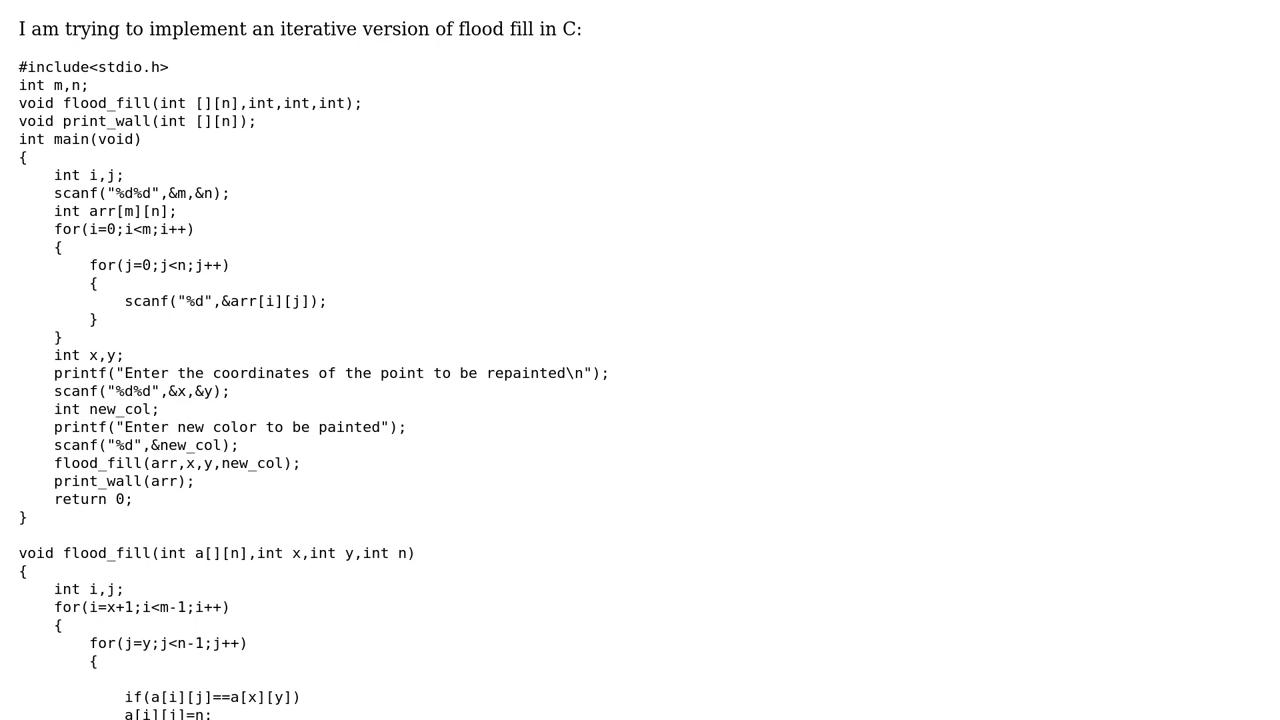 I am trying to implement an iterative version of flood fill in C:
#include<stdio.h>
int m,n;
void flood_fill(int [][n],int,int,int);
void print_wall(int [][n]);
int main(void)
{
    int i,j;
    scanf("%d%d",&m,&n);
    int arr[m][n];
    for(i=0;i<m;i++)
    {
        for(j=0;j<n;j++)
        {
            scanf("%d",&arr[i][j]);
        }
    }
    int x,y;
    printf("Enter the coordinates of the point to be repainted\n");
    scanf("%d%d",&x,&y);
    int new_col;
    printf("Enter new color to be painted");
    scanf("%d",&new_col);
    flood_fill(arr,x,y,new_col);
    print_wall(arr);
    return 0;
}
void flood_fill(int a[][n],int x,int y,int n)
{
    int i,j;
    for(i=x+1;i<m-1;i++)
    {
        for(j=y;j<n-1;j++)
        {
            if(a[i][j]==a[x][y])
            a[i][j]=n;